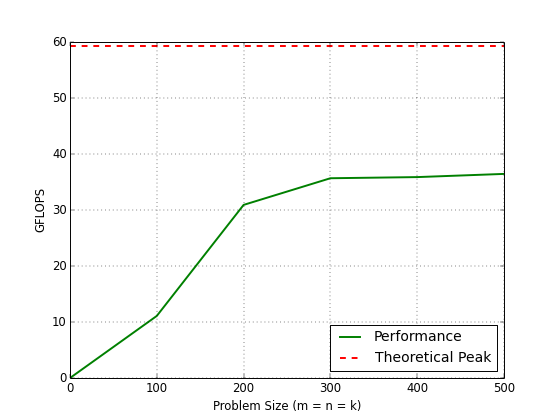 60
50
40
30
20
10
0
GFLOPS
0 100 200 300 400 500
Problem Size (m = n = k)
Performance
Theoretical Peak